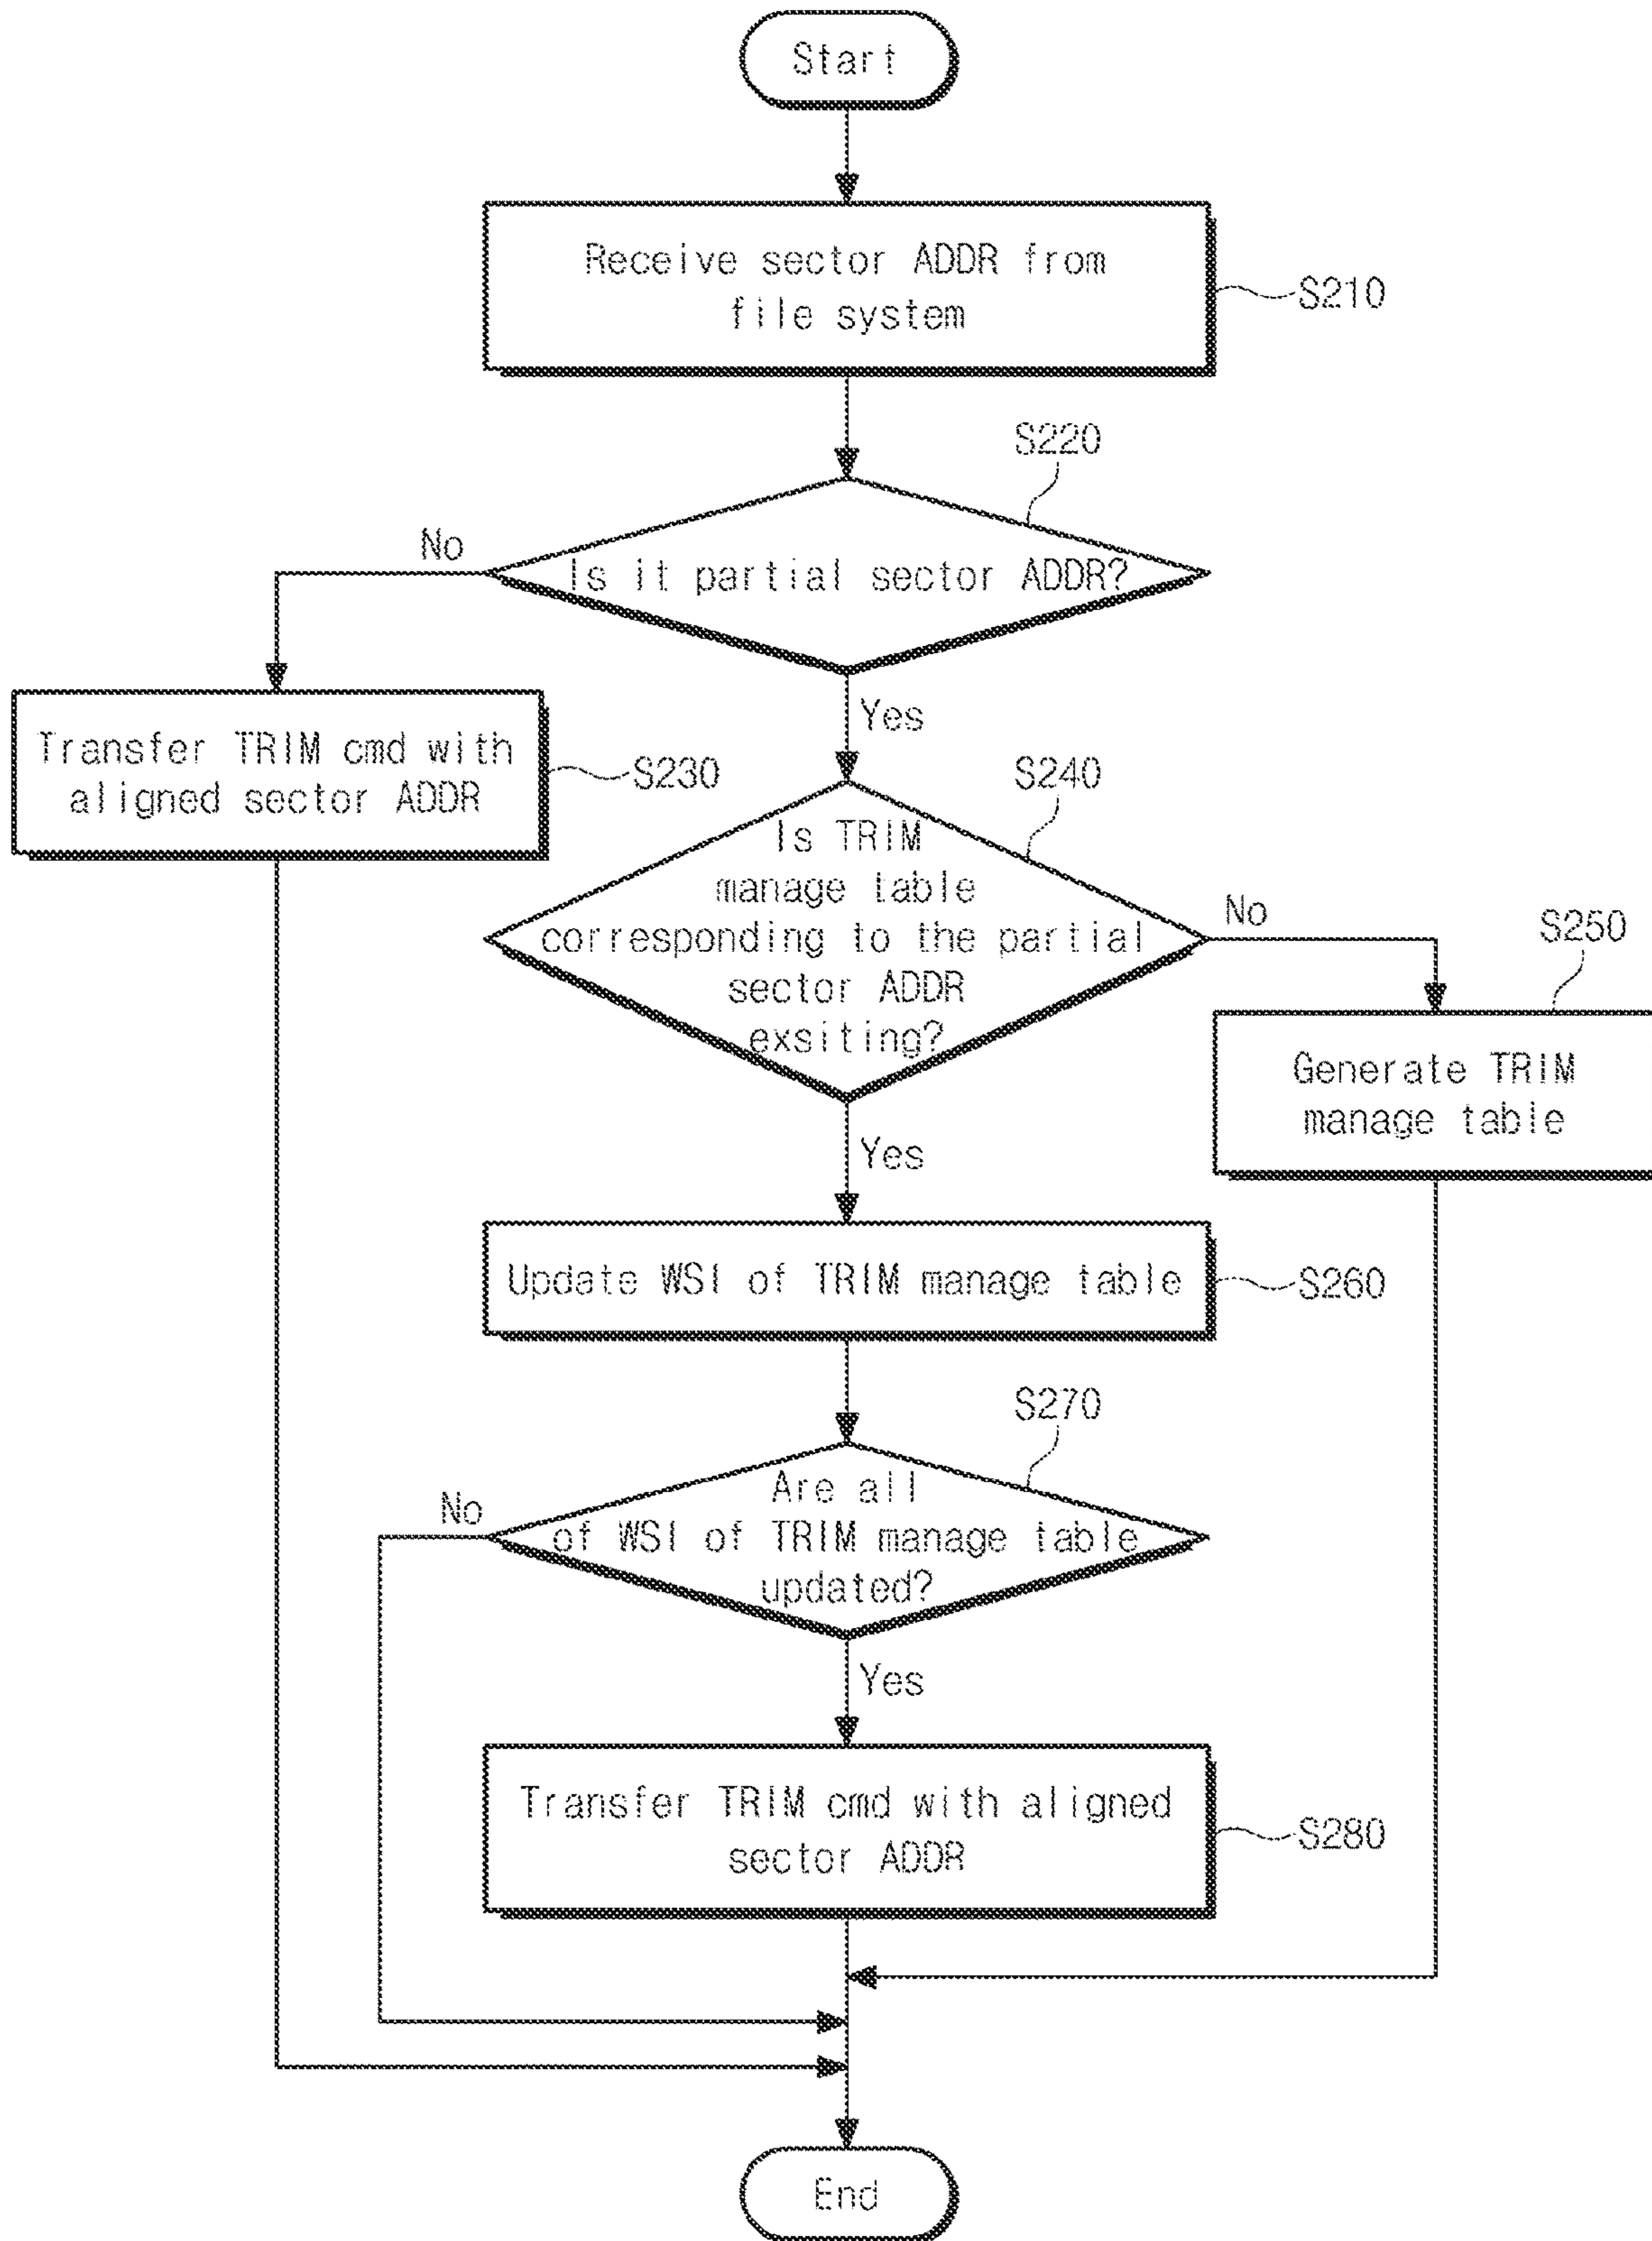 Start
Receive sector ADDR from
file system
S210
S220
No
Is it partial sector ADDR?
Yes
Transfer TRIM cmd with
aligned sector ADDR
S230
S240
Is TRIM
manage table
corresponding to the partial
sector ADDR
exsiting?
No
S250
Generate TRIM
manage table
Yes
Update WSI of TRIM manage table
S260
S270
No
Are all
of WSI of TRIM manage table
updated?
Yes
Transfer TRIM cmd with aligned
sector ADDR
S280
End